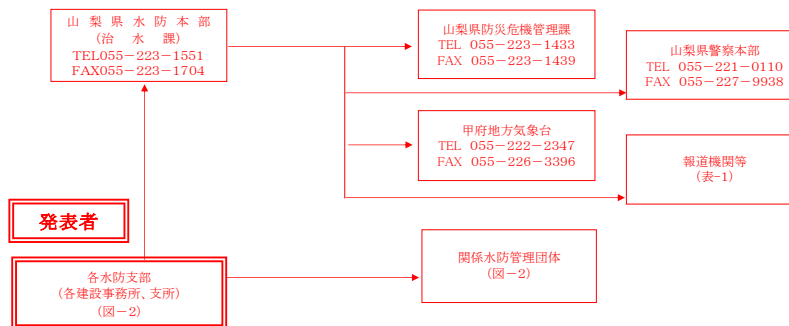 山梨県水防本部
（治水課）
TEL055－223－1551
FAX055－223－1704
山梨県防災危機管理課
TEL 055－223－1433
FAX 055－223－1439
山梨県警察本部
TEL 055－221－0110
FAX 055－227－9938
甲府地方気象台
TEL 055－222－2347
FAX 055－226－3396
報道機関等
（表-1）
発表者
各水防支部
（各建設事務所、支所）
（図－2）
関係水防管理団体
（図－2）